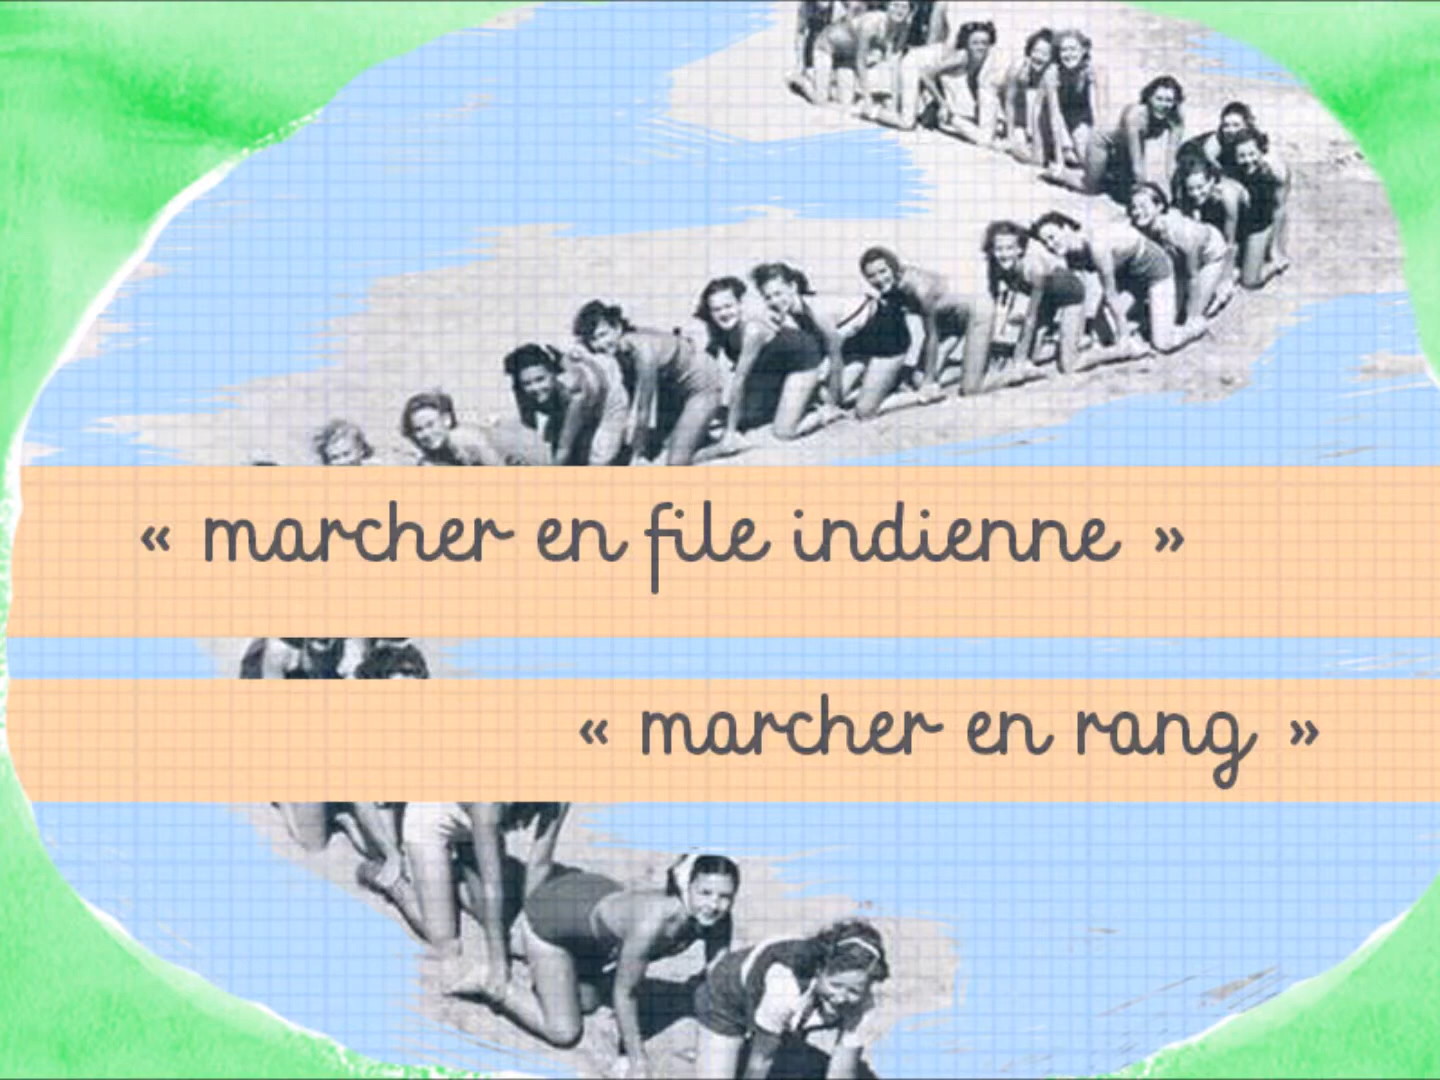 « marcher en file indienne »
« marcher en rang »